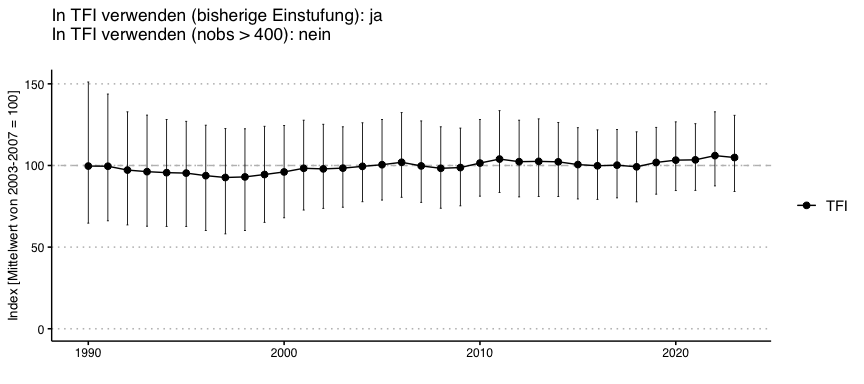 In TFI verwenden (bisherige Einstufung): ja
In TFI verwenden (nobs > 400): nein
Index [Mittelwert von 2003-2007 = 100]
150
100
50
0
1990
2000
2010
2020
TFI